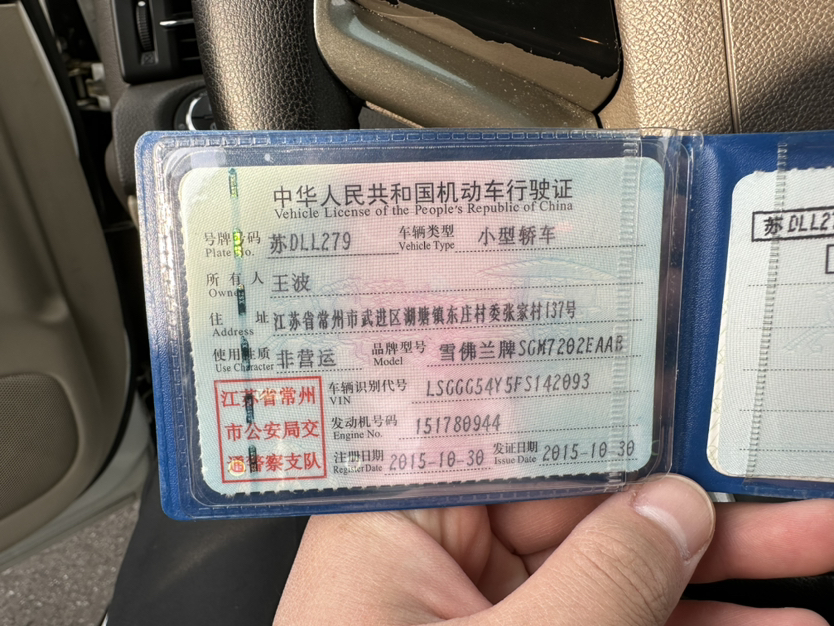 中华人民共和国机动车行驶证
Vehicle License of the People's Republic of China
号牌号码 苏DLL279 车辆类型 小型轿车
Plate No. Vehicle Type
所有人 王波
Owner
住址 江苏省常州市武进区湖塘镇东庄村委张家村137号
Address
使用性质 非营运 品牌型号 雪佛兰牌SGM7202EAAB
Use Character Model
江苏省常州
市公安局交
通警察支队
车辆识别代号 LSGGG54Y5FS142093
VIN
发动机号码 151780944
Engine No.
注册日期 2015-10-30 发证日期 2015-10-30
Register Date Issue Date
苏DLL27